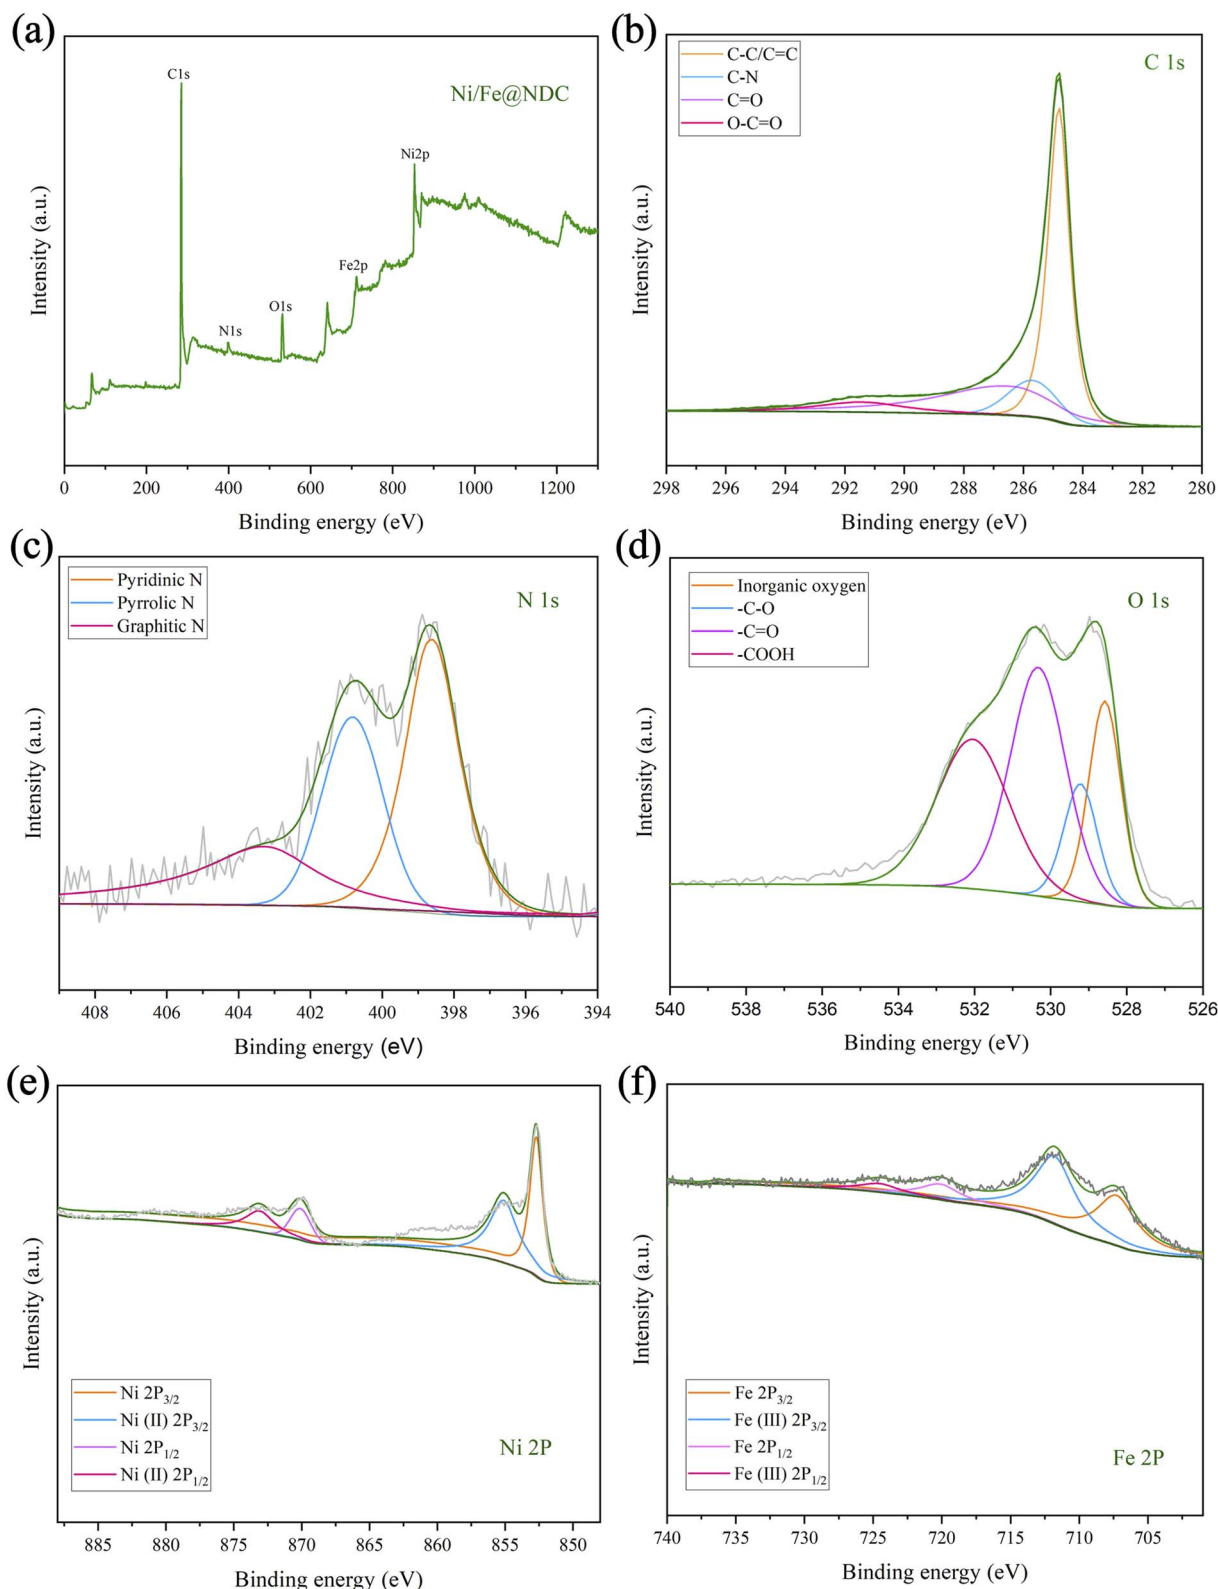 (a)
C1s
Ni/Fe@NDC
Ni2p
Fe2p
O1s
N1s
Intensity (a.u.)
0 200 400 600 800 1000 1200
Binding energy (eV)
(b)
C-C/C=C
C-N
C=O
O-C=O
C 1s
Intensity (a.u.)
298 296 294 292 290 288 286 284 282 280
Binding energy (eV)
(c)
Pyridinic N
Pyrrolic N
Graphitic N
N 1s
Intensity (a.u.)
408 406 404 402 400 398 396 394
Binding energy (eV)
(d)
Inorganic oxygen
-C-O
-C=O
-COOH
O 1s
Intensity (a.u.)
540 538 536 534 532 530 528 526
Binding energy (eV)
(e)
Intensity (a.u.)
Ni 2P3/2
Ni (II) 2P3/2
Ni 2P1/2
Ni (II) 2P1/2
Ni 2P
885 880 875 870 865 860 855 850
Binding energy (eV)
(f)
Intensity (a.u.)
Fe 2P3/2
Fe (III) 2P3/2
Fe 2P1/2
Fe (III) 2P1/2
Fe 2P
740 735 730 725 720 715 710 705
Binding energy (eV)